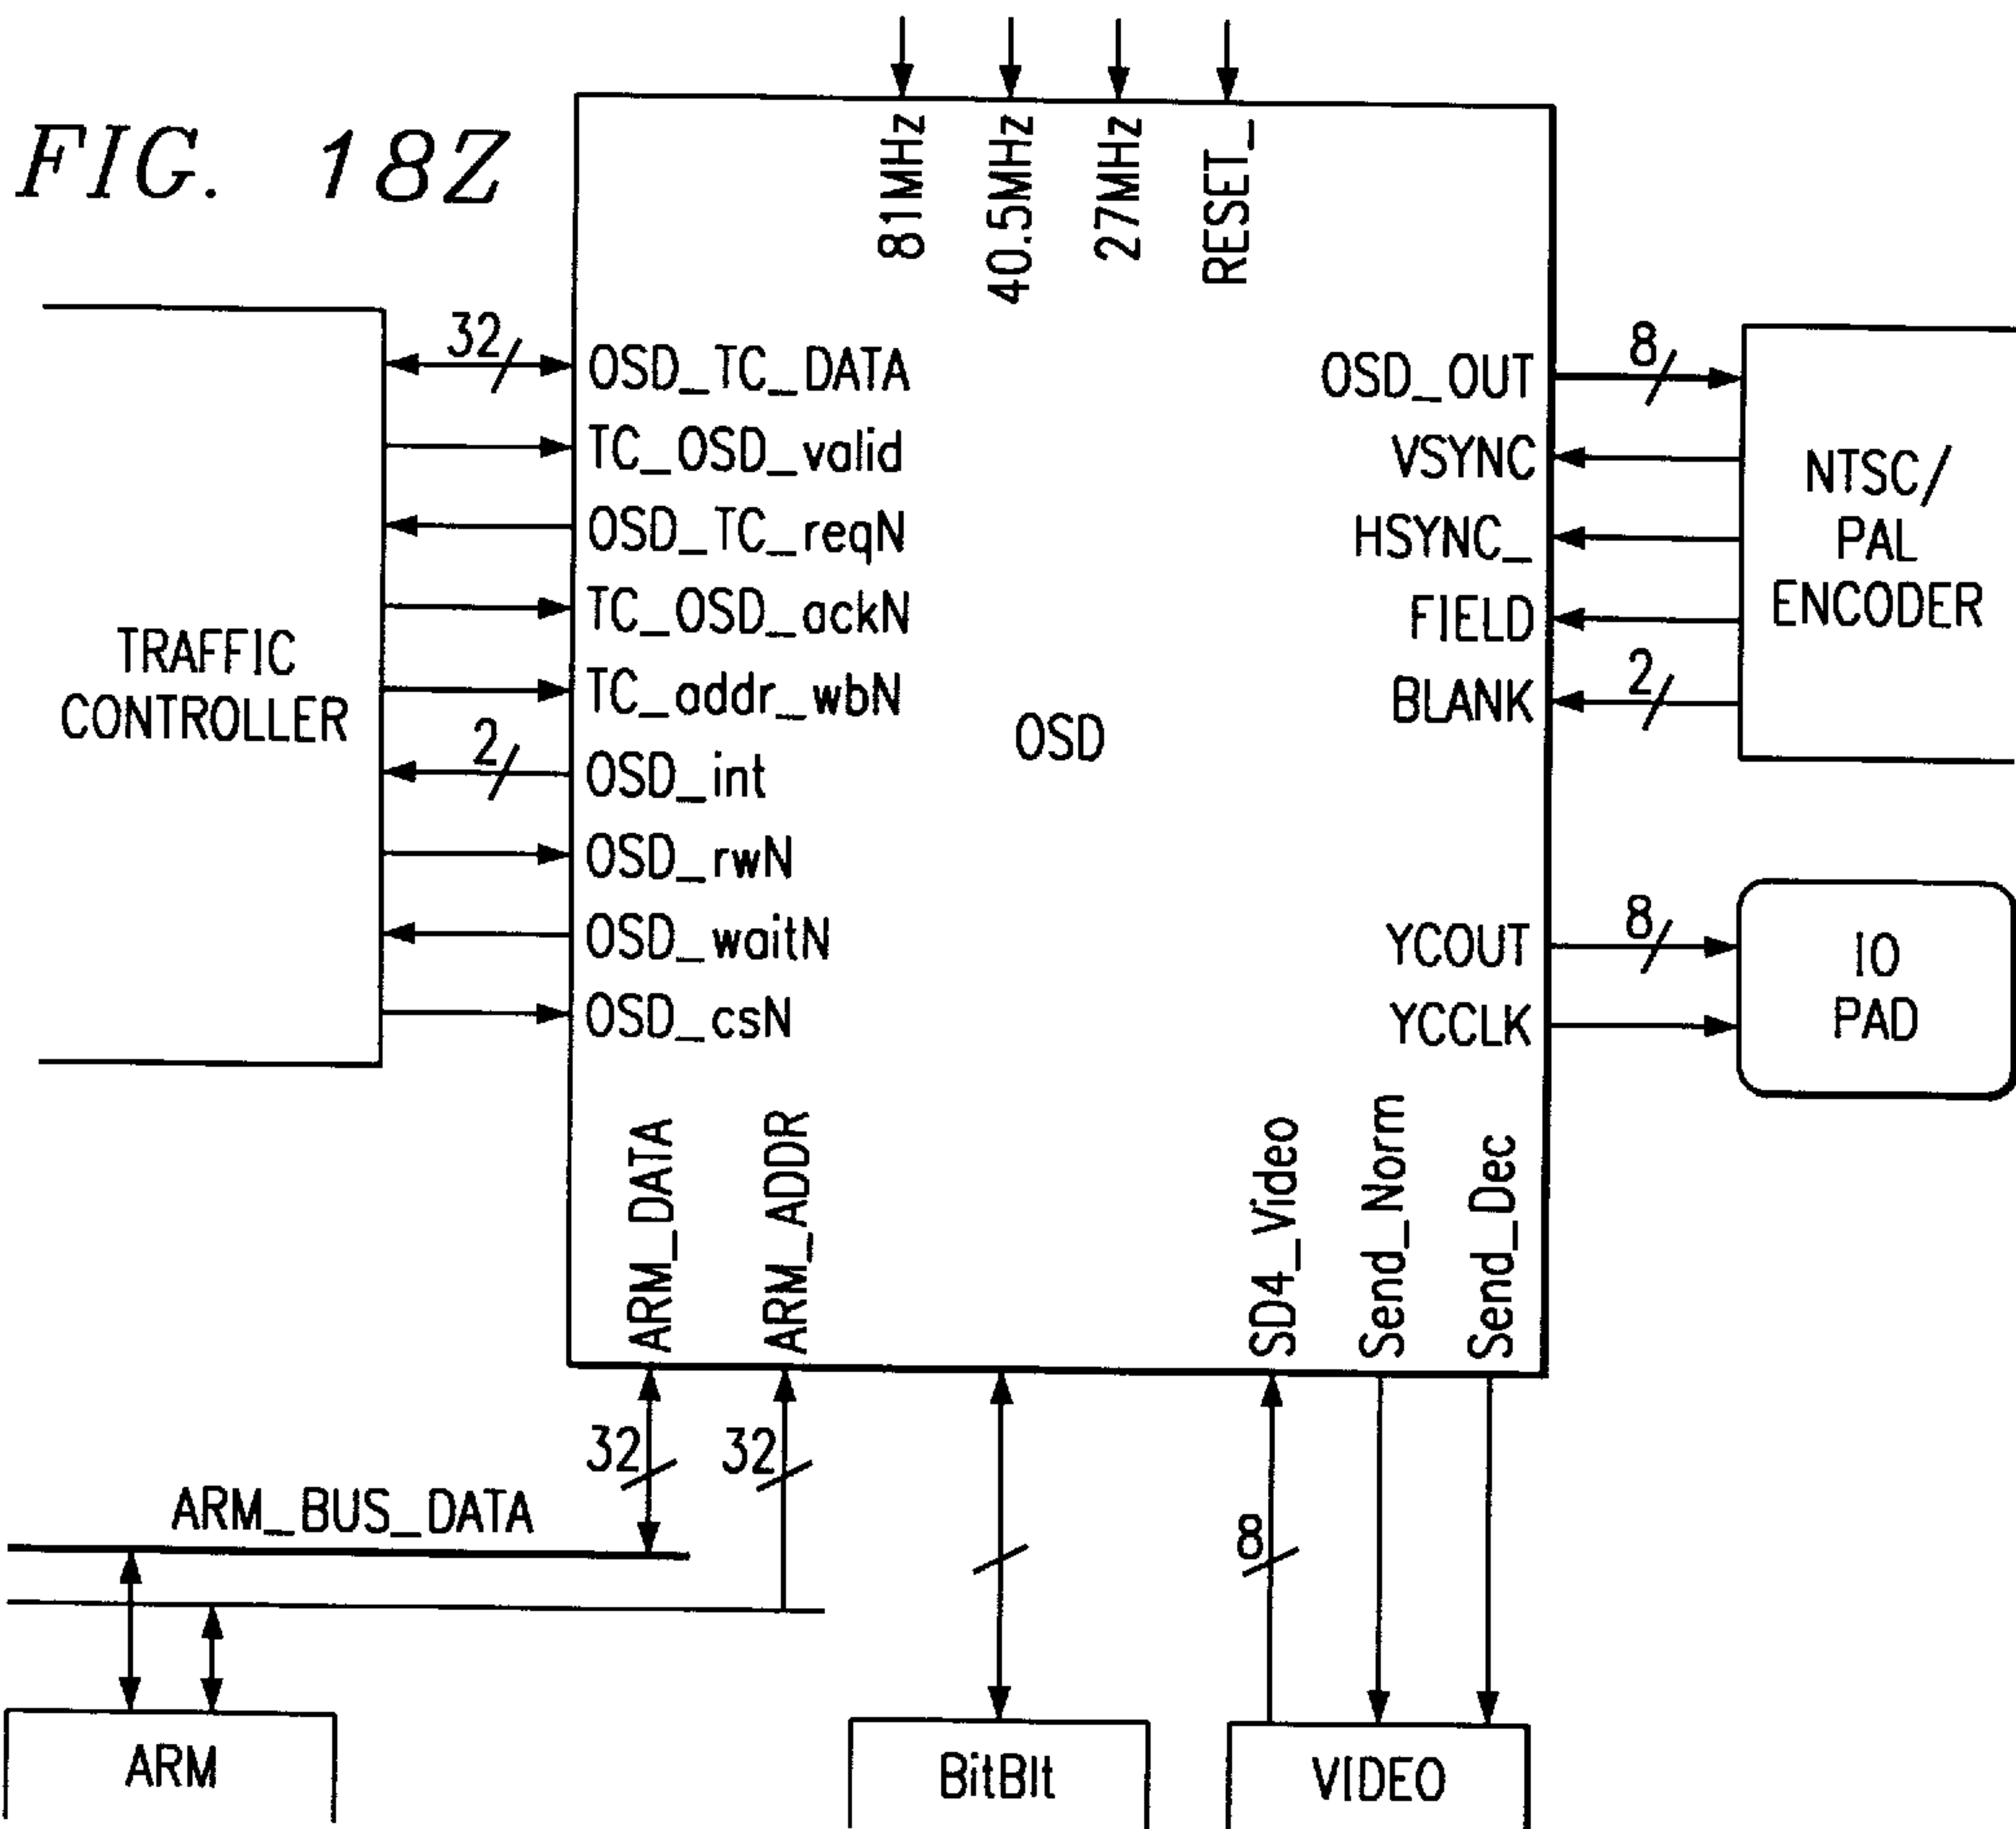 FIG. 18Z
81MHz
40.5MHz
27MHz
RESET_
TRAFFIC
CONTROLLER
32
OSD_TC_DATA
TC_OSD_valid
OSD_TC_reqN
TC_OSD_ackN
TC_addr_wbN
2
OSD_int
OSD_rwN
OSD_waitN
OSD_csN
OSD
OSD_OUT
8
VSYNC
HSYNC_
FIELD
BLANK
2
NTSC/
PAL
ENCODER
YCOUT
8
YCCLK
IO
PAD
ARM_DATA
ARM_ADDR
SD4_Video
Send_Norm
Send_Dec
32
32
8
ARM_BUS_DATA
ARM
BitBlt
VIDEO